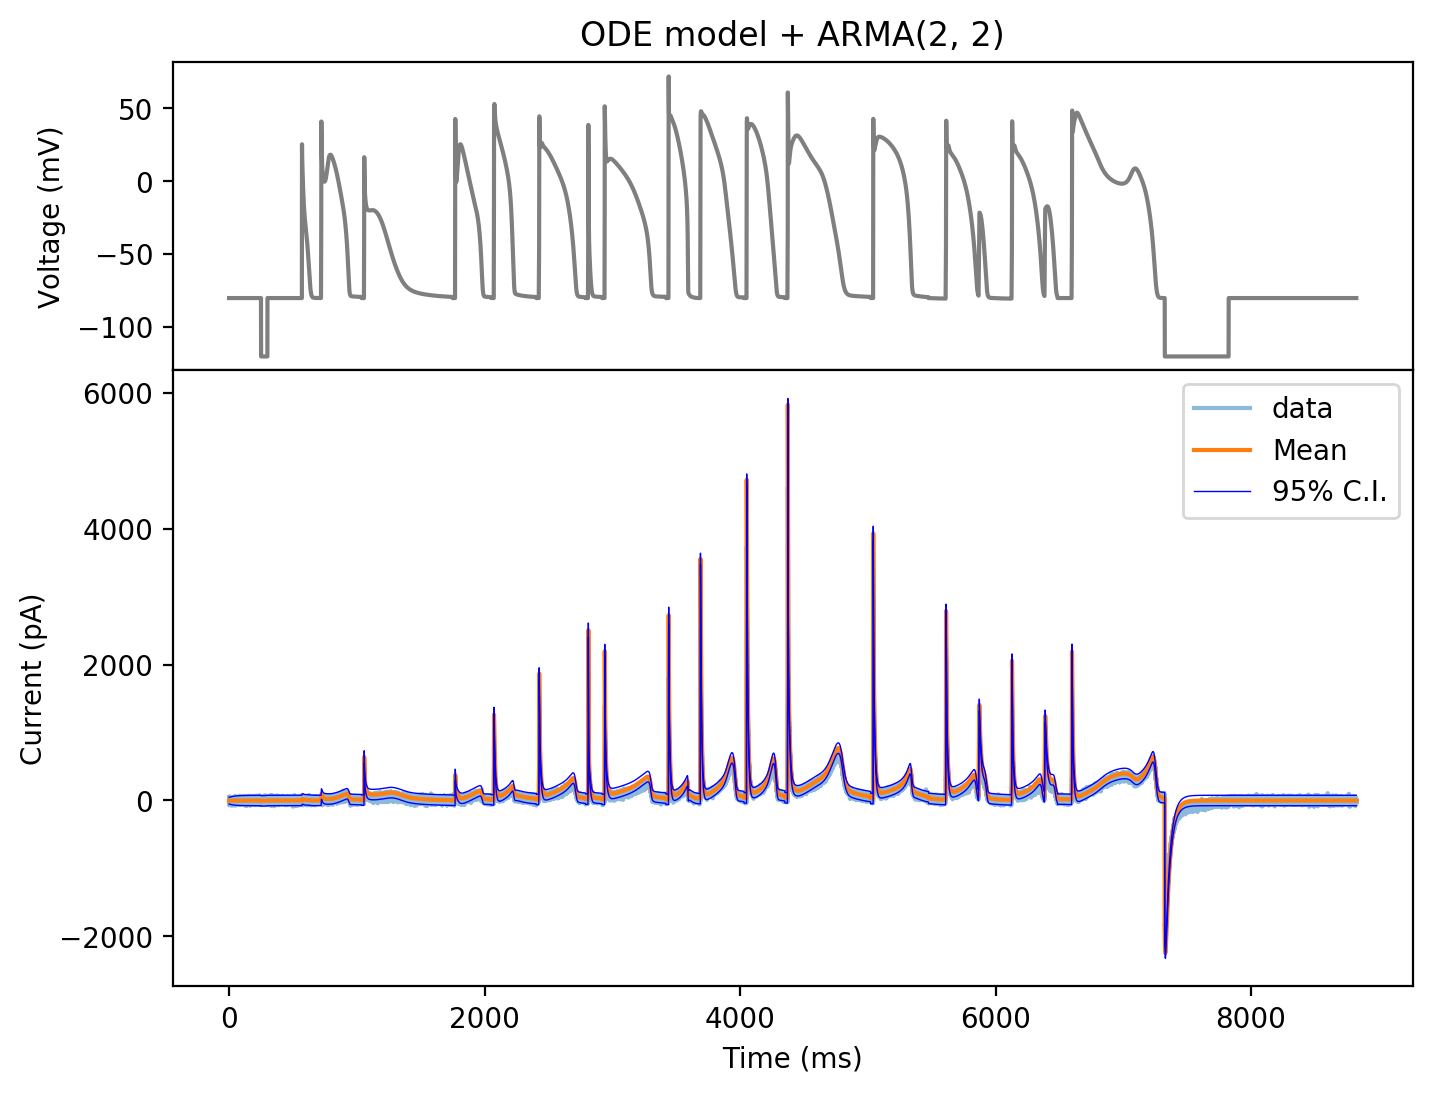 ODE model + ARMA(2, 2)
50
0
−50
−100
Voltage (mV)
6000
4000
2000
0
−2000
Current (pA)
data
Mean
95% C.I.
0 2000 4000 6000 8000
Time (ms)